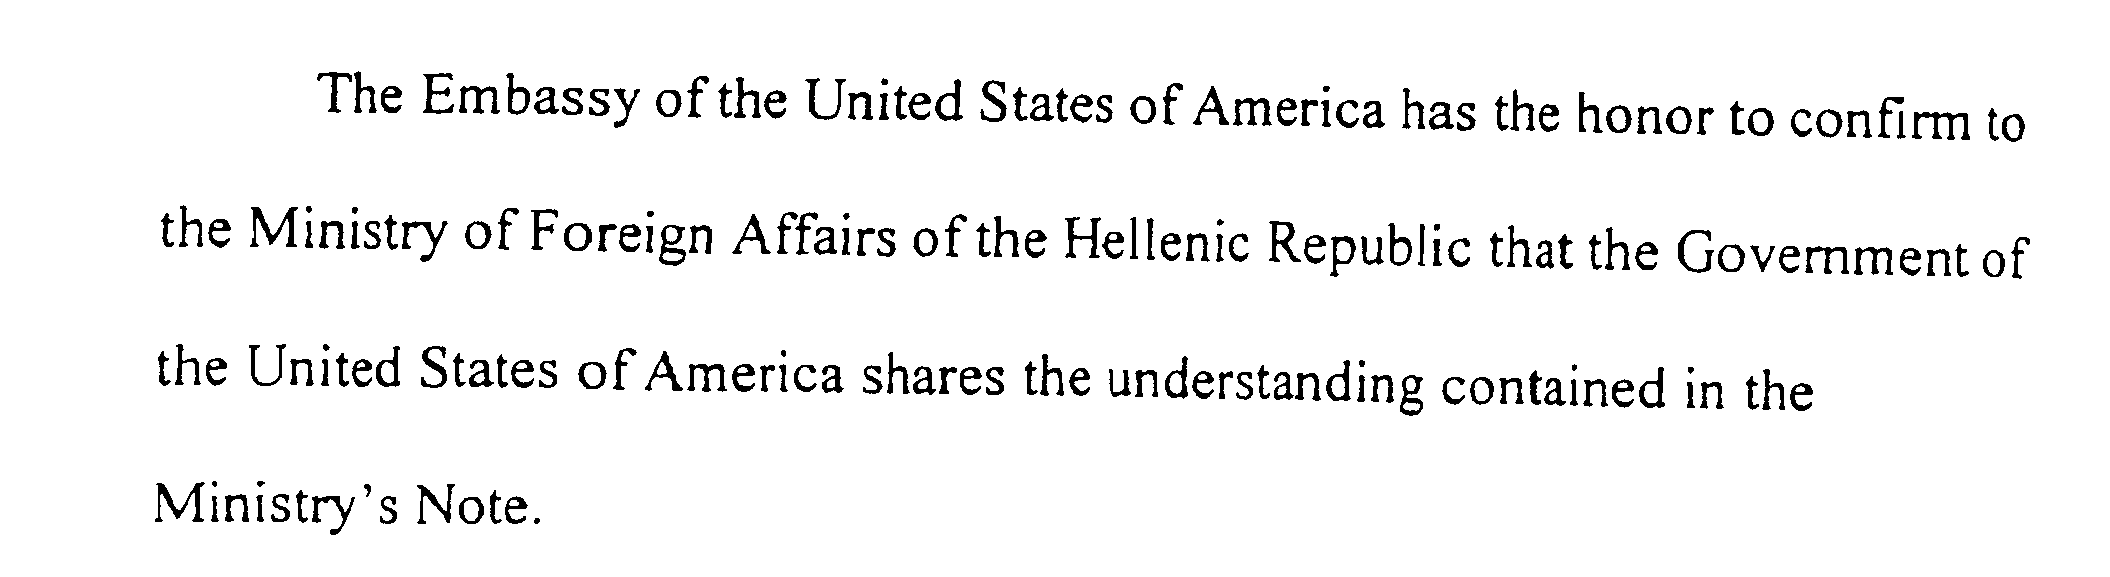 The Embassy of the United States of America has the honor to confirm to
the Ministry of Foreign Affairs of the Hellenic Republic that the Government of
the United States of America shares the understanding contained in the
Ministry's Note.